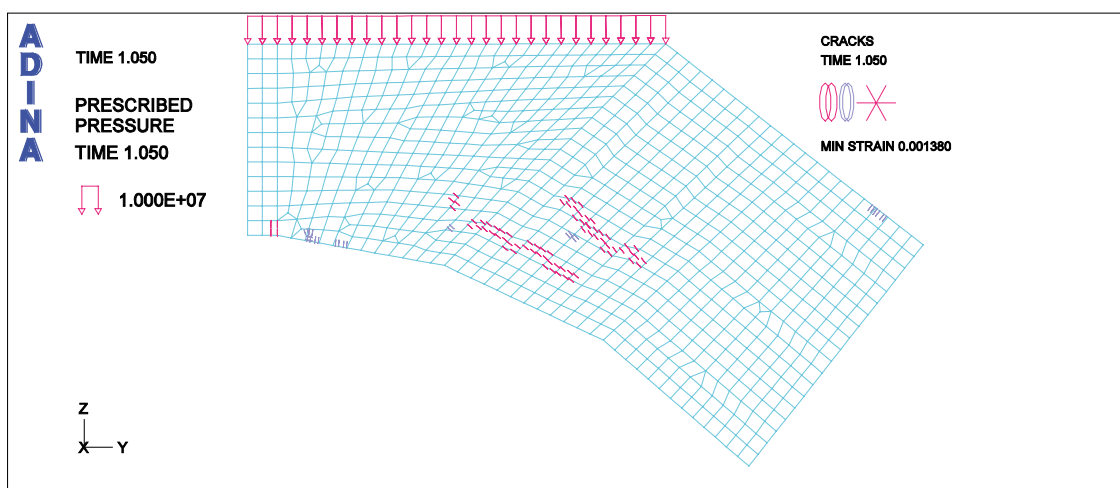 ADINA
TIME 1.050
PRESCRIBED
PRESSURE
TIME 1.050
1.000E+07
CRACKS
TIME 1.050
MIN STRAIN 0.001380
Z
X Y